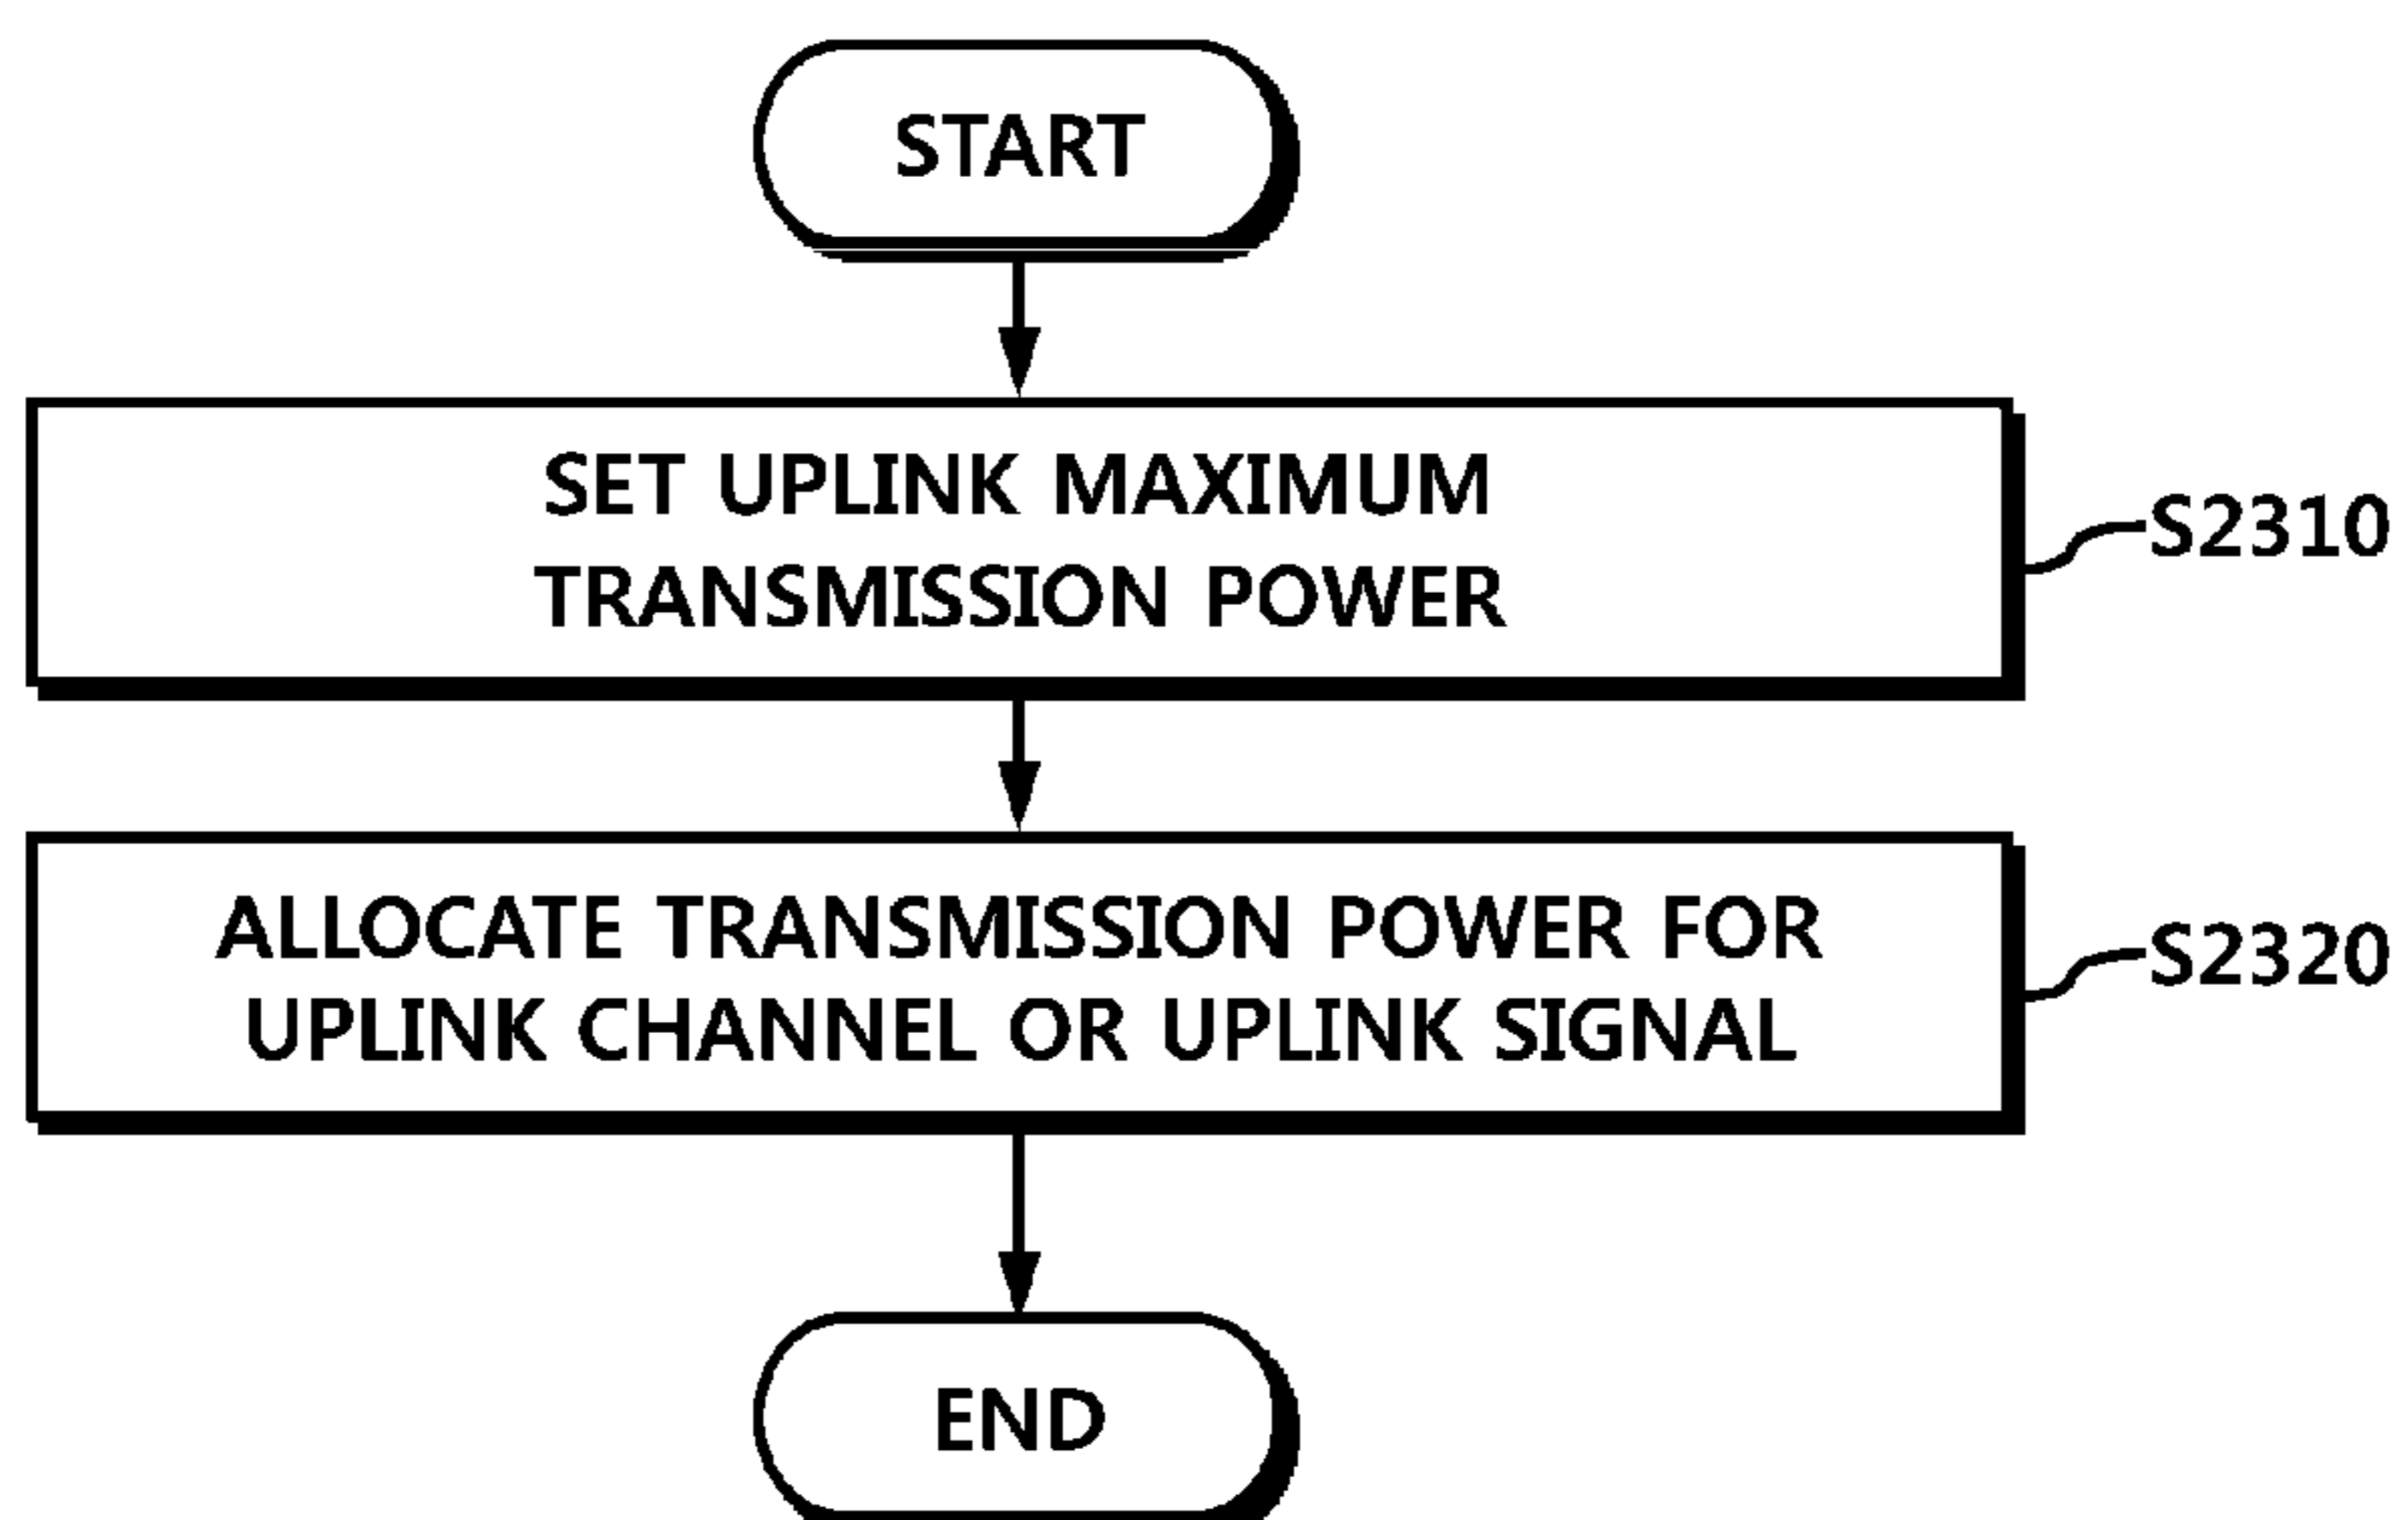 START
SET UPLINK MAXIMUM
TRANSMISSION POWER
S2310
ALLOCATE TRANSMISSION POWER FOR
UPLINK CHANNEL OR UPLINK SIGNAL
S2320
END